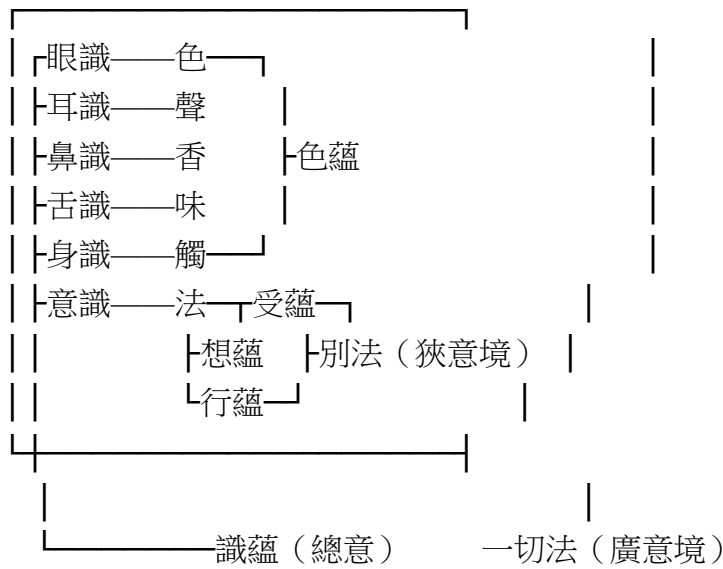 眼識——色
耳識——聲
鼻識——香 色蘊
舌識——味
身識——觸
意識——法 受蘊
想蘊 別法（狹意境）
行蘊
識蘊（總意） 一切法（廣意境）